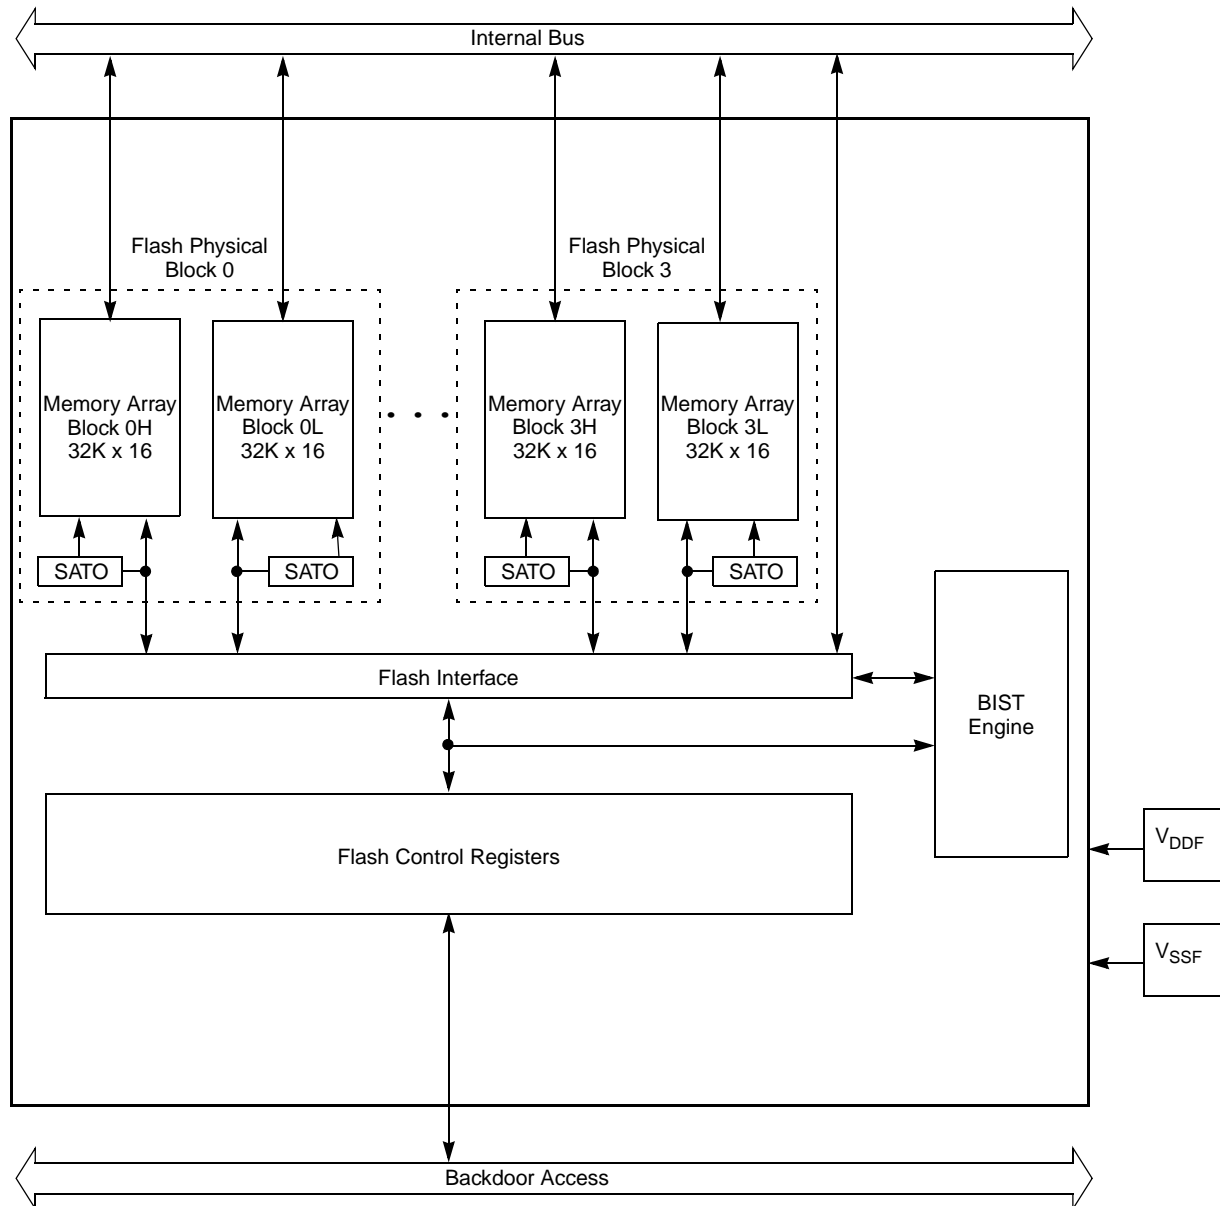 Internal Bus
Flash Physical
Block 0
Flash Physical
Block 3
Memory Array
Block 0H
32K x 16
Memory Array
Block 0L
32K x 16
Memory Array
Block 3H
32K x 16
Memory Array
Block 3L
32K x 16
SATO
SATO
SATO
SATO
Flash Interface
BIST
Engine
Flash Control Registers
VDDF
VSSF
Backdoor Access